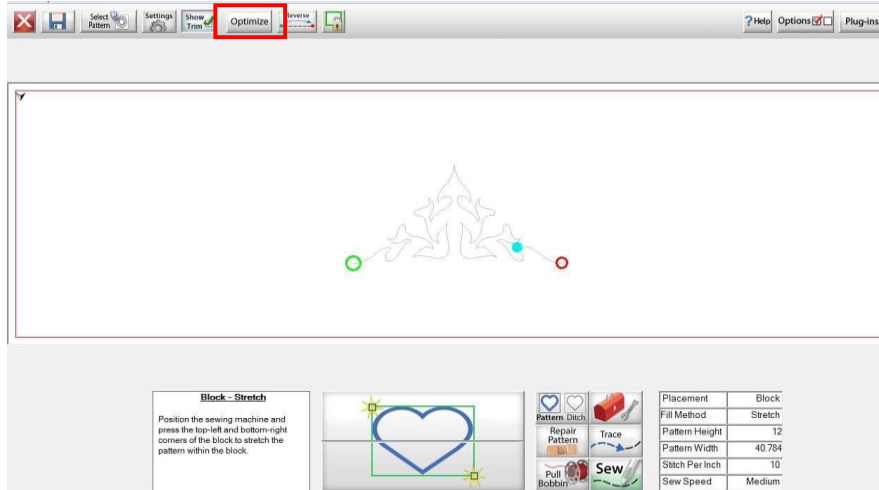 Select
Pattern
Settings
Show
Trim
Optimize
Reverse
? Help
Options
Plug-ins
Block - Stretch
Position the sewing machine and
press the top-left and bottom-right
corners of the block to stretch the
pattern within the block.
Pattern Ditch
Repair
Pattern
Trace
Pull
Bobbin
Sew
Placement Block
Fill Method Stretch
Pattern Height 12
Pattern Width 40.784
Stitch Per Inch 10
Sew Speed Medium